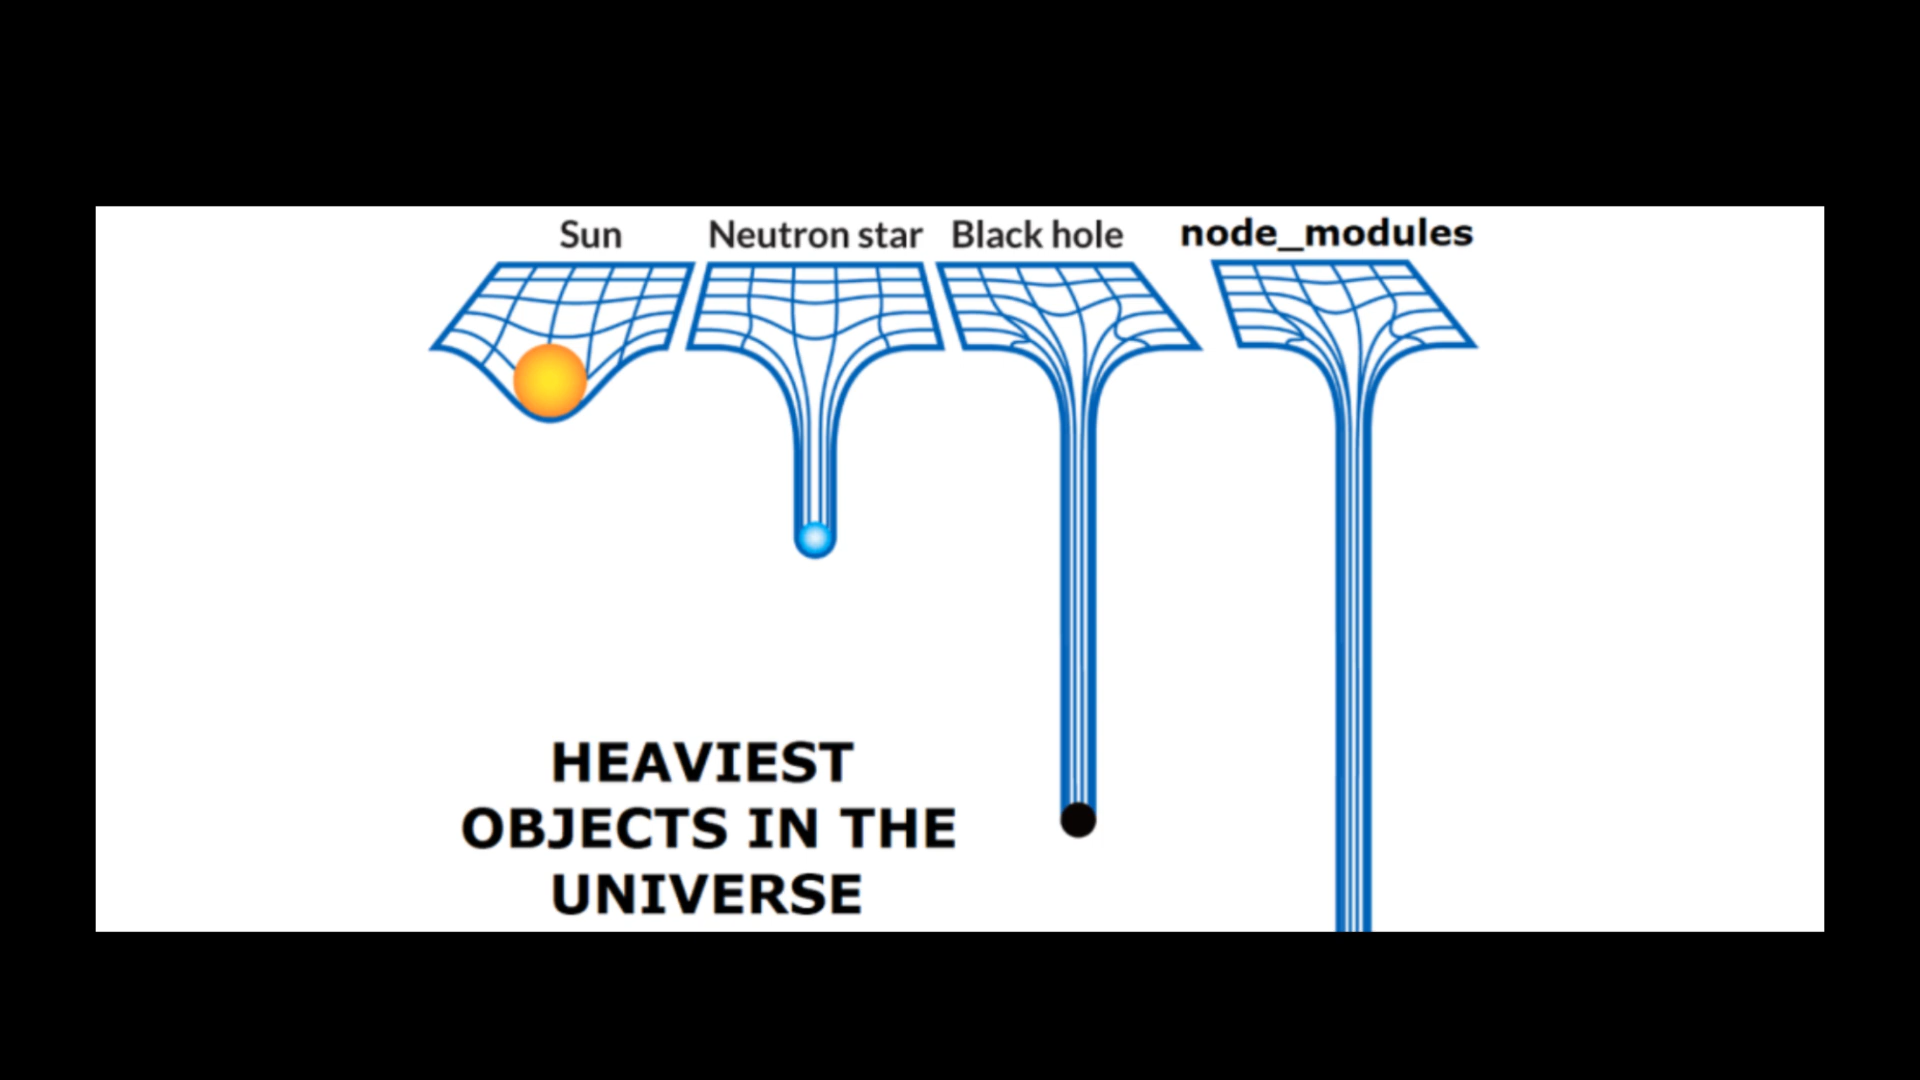 Sun Neutron star Black hole node_modules
HEAVIEST
OBJECTS IN THE
UNIVERSE